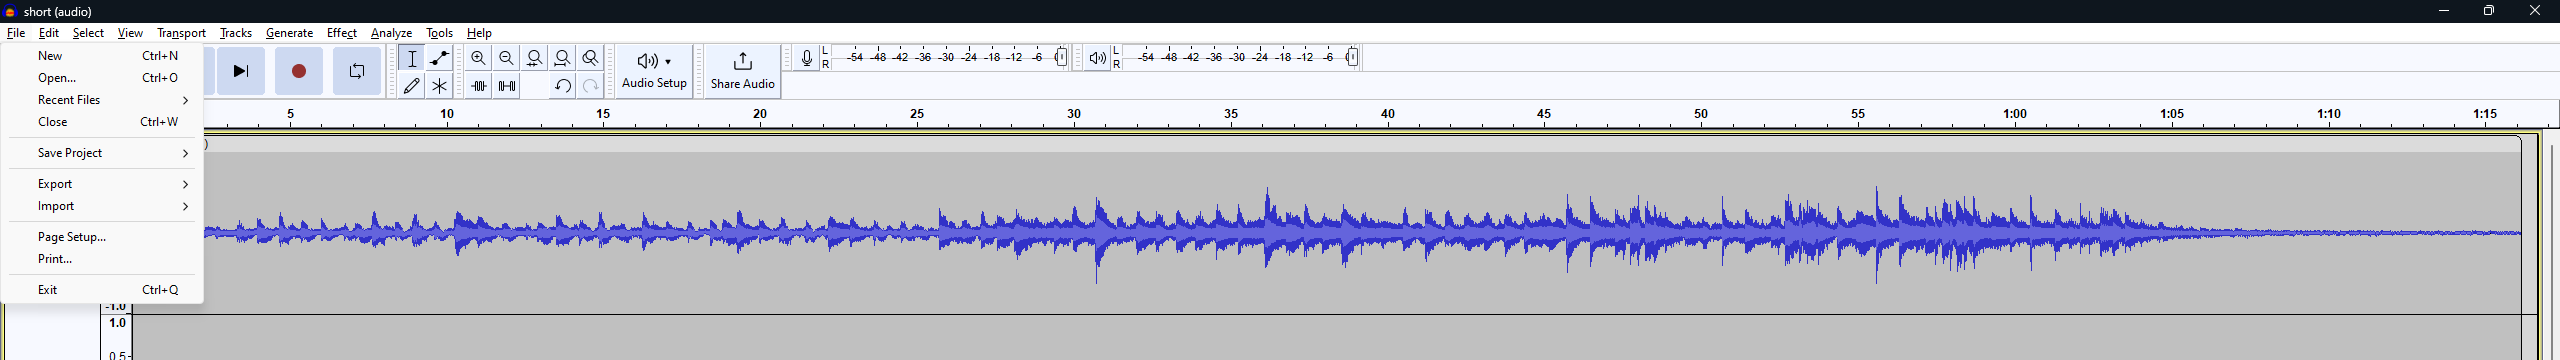 short (audio)
File Edit Select View Transport Tracks Generate Effect Analyze Tools Help
New Ctrl+N
Open... Ctrl+O
Recent Files
Close Ctrl+W
Save Project
Export
Import
Page Setup...
Print...
Exit Ctrl+Q
Audio Setup
Share Audio
L
R
-54 -48 -42 -36 -30 -24 -18 -12 -6
L
R
-54 -48 -42 -36 -30 -24 -18 -12 -6
5 10 15 20 25 30 35 40 45 50 55 1:00 1:05 1:10 1:15
-1.0
1.0
0.5